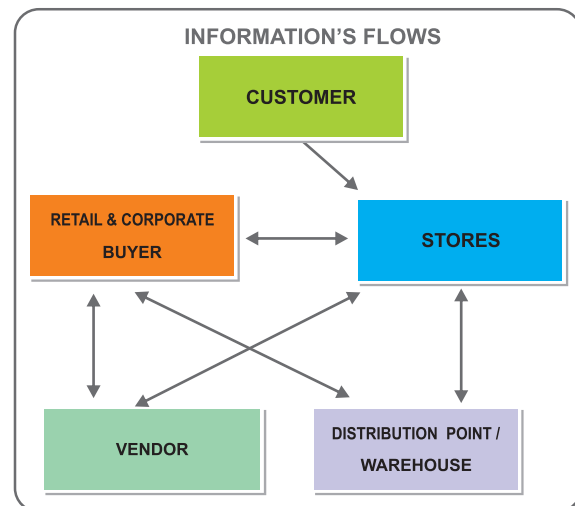 INFORMATION'S FLOWS
CUSTOMER
RETAIL & CORPORATE
BUYER
STORES
VENDOR
DISTRIBUTION POINT /
WAREHOUSE